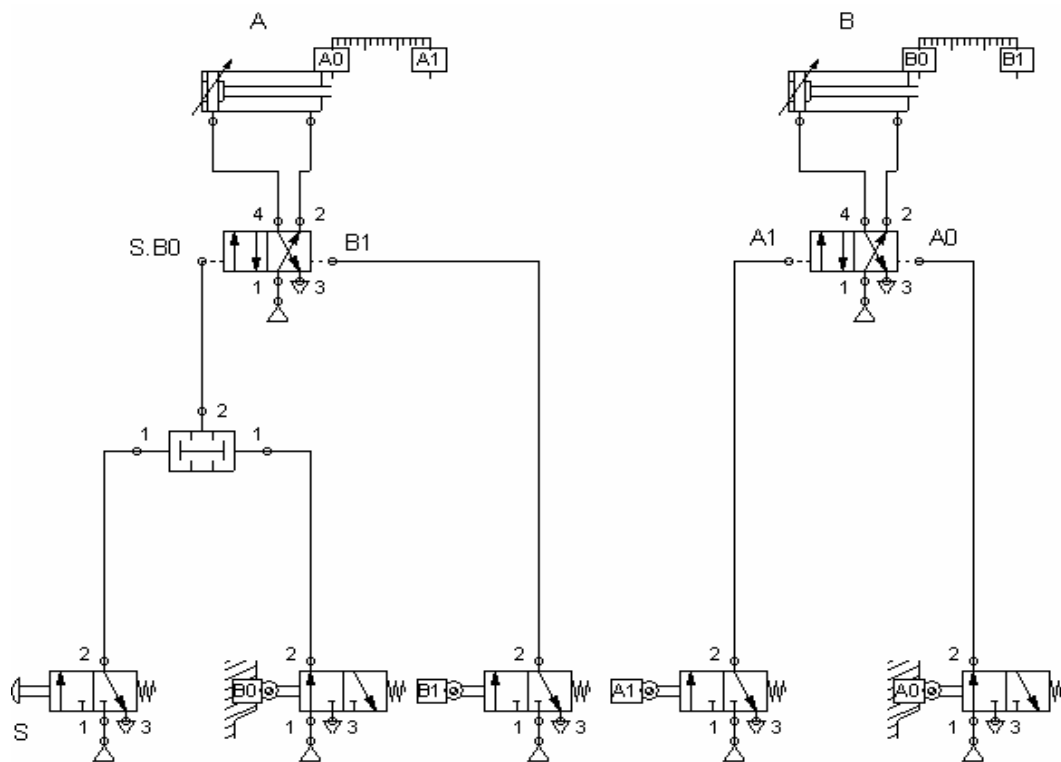 A B
A0 A1 B0 B1
4 2 4 2
S.B0 B1 A1 A0
1 3 1 3
2
1 1
2 2 2 2 2
B0 B1 A1 A0
S 1 3 1 3 1 3 1 3 1 3